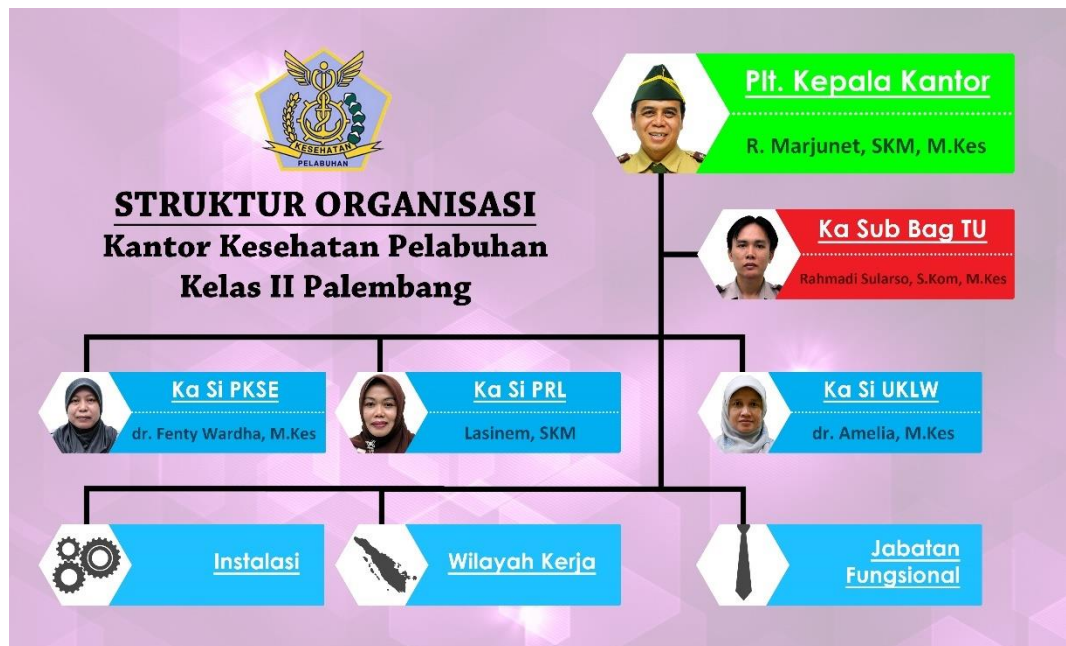 KESEHATAN
PELABUHAN
STRUKTUR ORGANISASI
Kantor Kesehatan Pelabuhan
Kelas II Palembang
Plt. Kepala Kantor
R. Marjunet, SKM, M.Kes
Ka Sub Bag TU
Rahmadi Sularso, S.Kom, M.Kes
Ka Si PKSE
dr. Fenty Wardha, M.Kes
Ka Si PRL
Lasinem, SKM
Ka Si UKLW
dr. Amelia, M.Kes
Instalasi
Wilayah Kerja
Jabatan
Fungsional